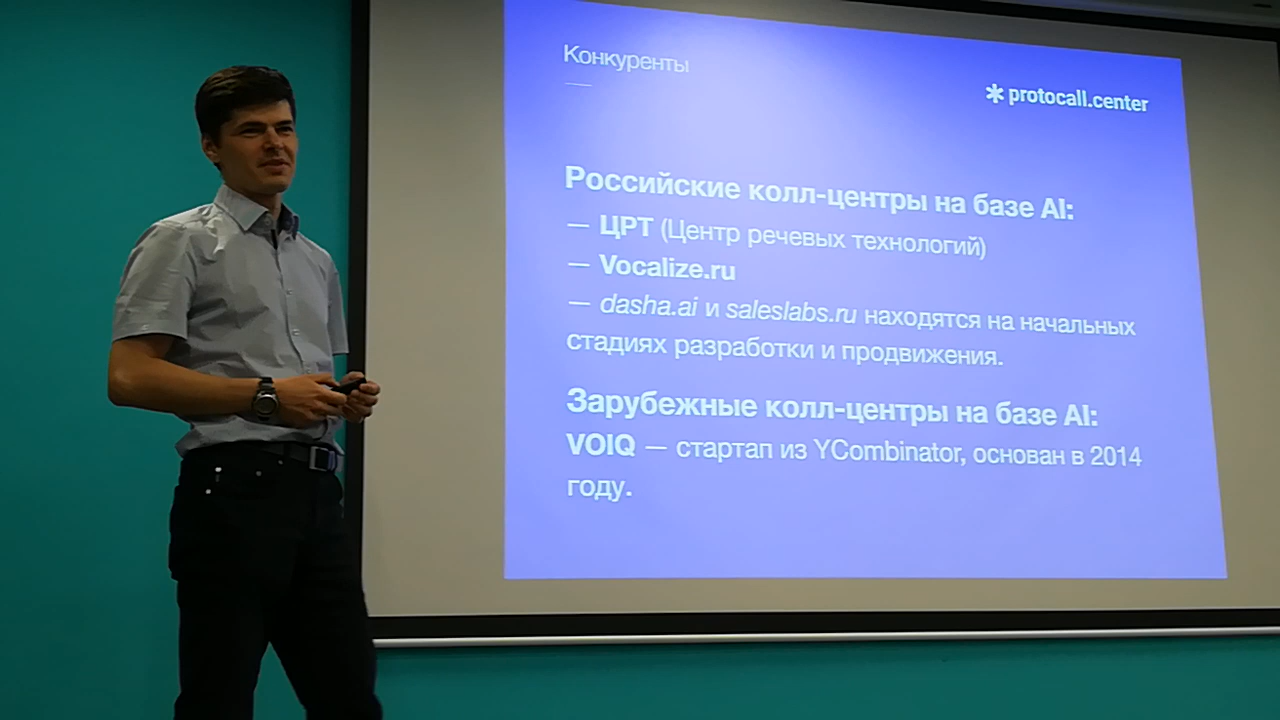 Конкуренты
protocall.center
Российские колл-центры на базе AI:
— ЦРТ (Центр речевых технологий)
— Vocalize.ru
— dasha.ai и saleslabs.ru находятся на начальных
стадиях разработки и продвижения.
Зарубежные колл-центры на базе AI:
VOIQ — стартап из YCombinator, основан в 2014
году.